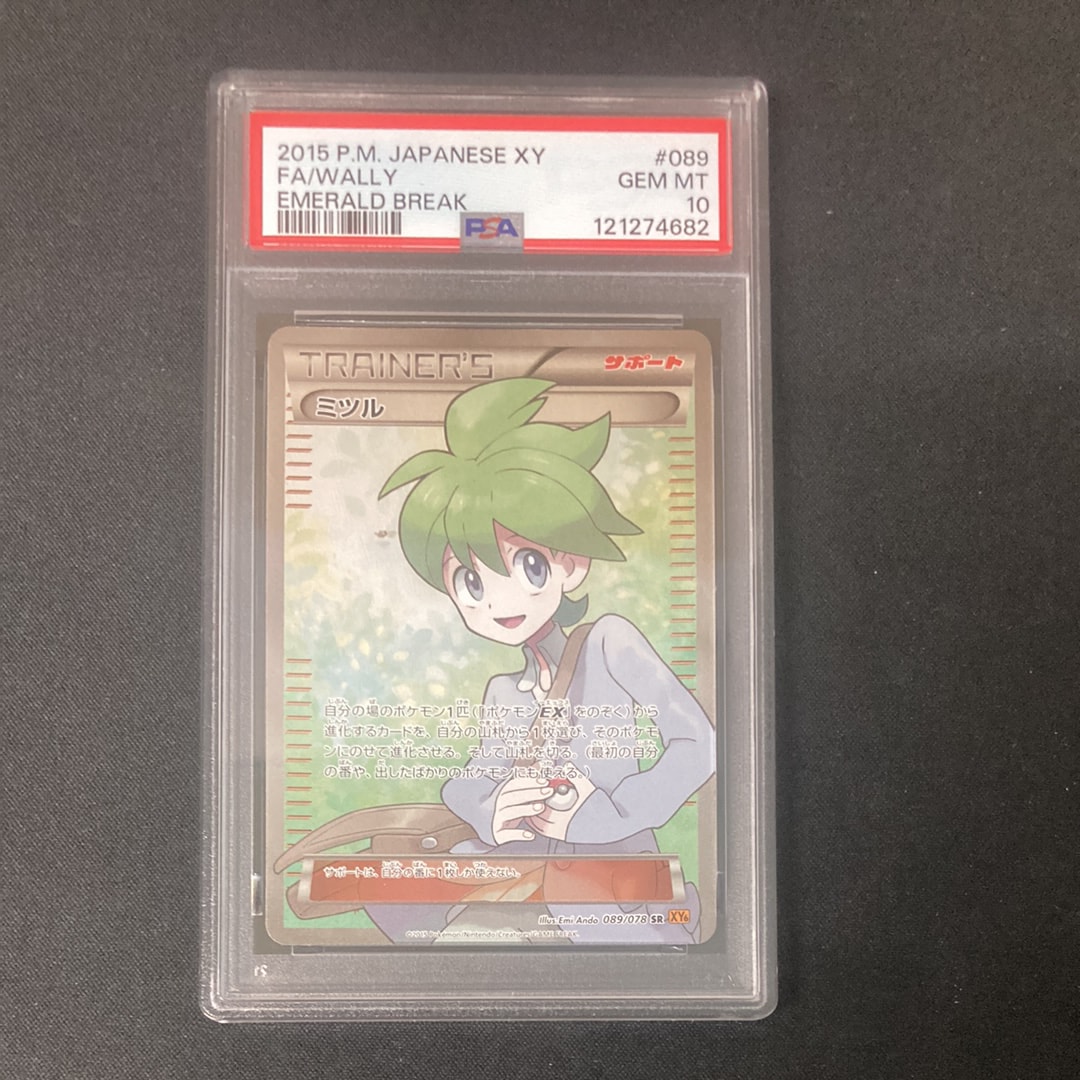 2015 P.M. JAPANESE XY #089
FA/WALLY GEM MT
EMERALD BREAK 10
PSA 121274682
TRAINER'S サポート
ミツル
自分の場のポケモン1匹(「ポケモンEX」をのぞく)から
進化するカードを、自分の山札から1枚選び、そのポケモ
ンにのせて進化させる。そして山札を切る。(最初の自分
の番や、出したばかりのポケモンにも使える。)
サポートは、自分の番に1枚しか使えない。
Illus. Emi Ando 089/078 SR XY6
©2015 Pokémon/Nintendo/Creatures/GAME FREAK.